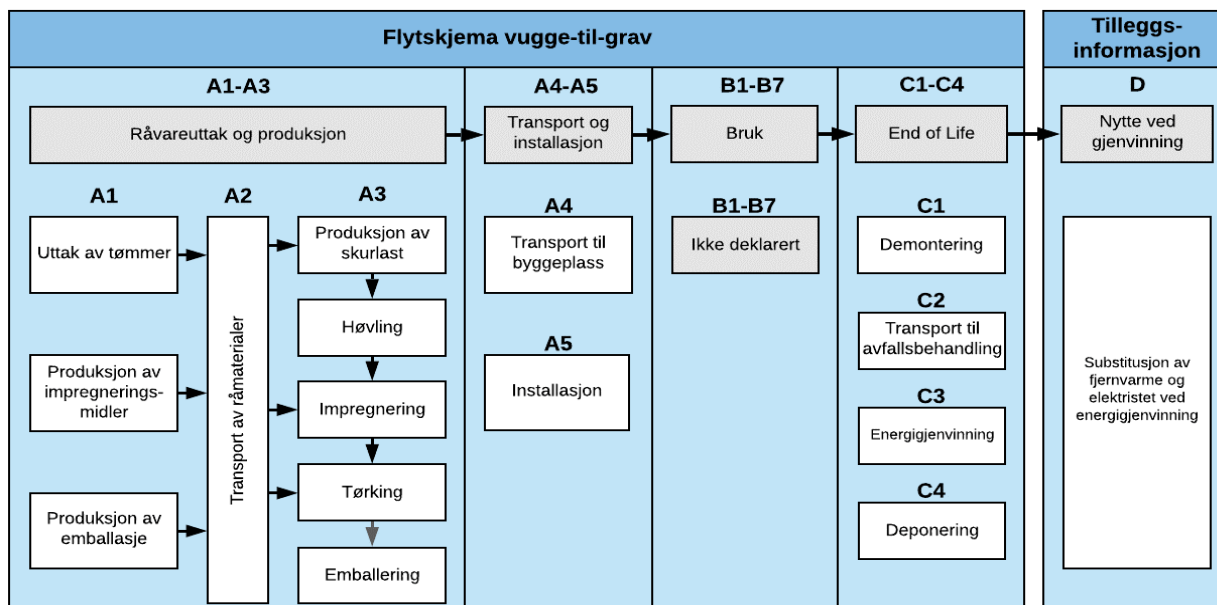 Flytskjema vugge-til-grav
Tilleggs-
informasjon
A1-A3
A4-A5
B1-B7
C1-C4
D
Råvareuttak og produksjon
Transport og
installasjon
Bruk
End of Life
Nytte ved
gjenvinning
A1
A2
A3
Uttak av tømmer
Produksjon av
impregnerings-
midler
Produksjon av
emballasje
Transport av råmaterialer
Produksjon av
skurlast
Høvling
Impregnering
Tørking
Emballering
A4
Transport til
byggeplass
A5
Installasjon
B1-B7
Ikke deklarert
C1
Demontering
C2
Transport til
avfallsbehandling
C3
Energigjenvinning
C4
Deponering
Substitusjon av
fjernvarme og
elektristet ved
energigjenvinning